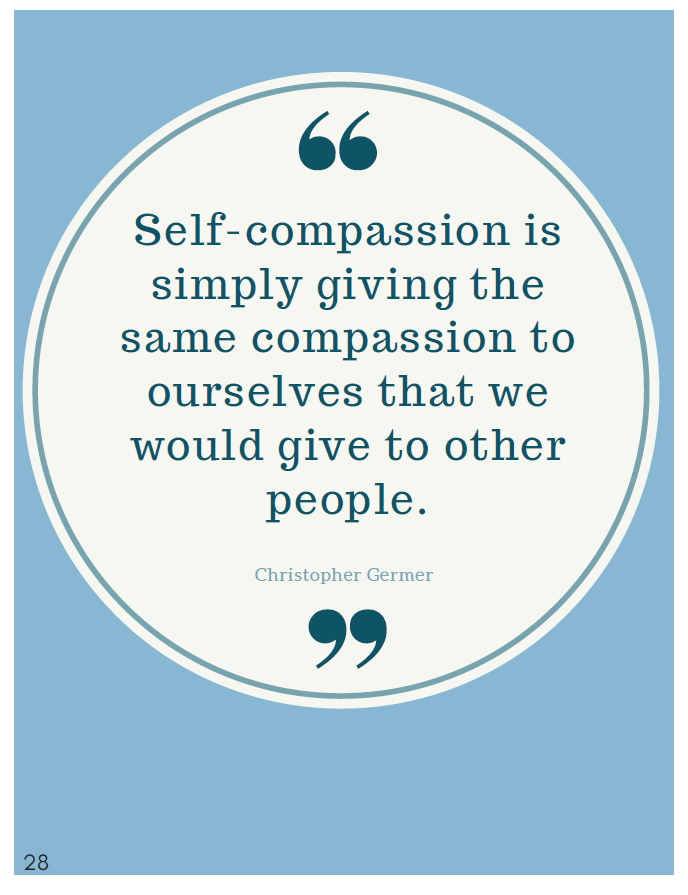 “
Self-compassion is
simply giving the
same compassion to
ourselves that we
would give to other
people.
Christopher Germer
”
28